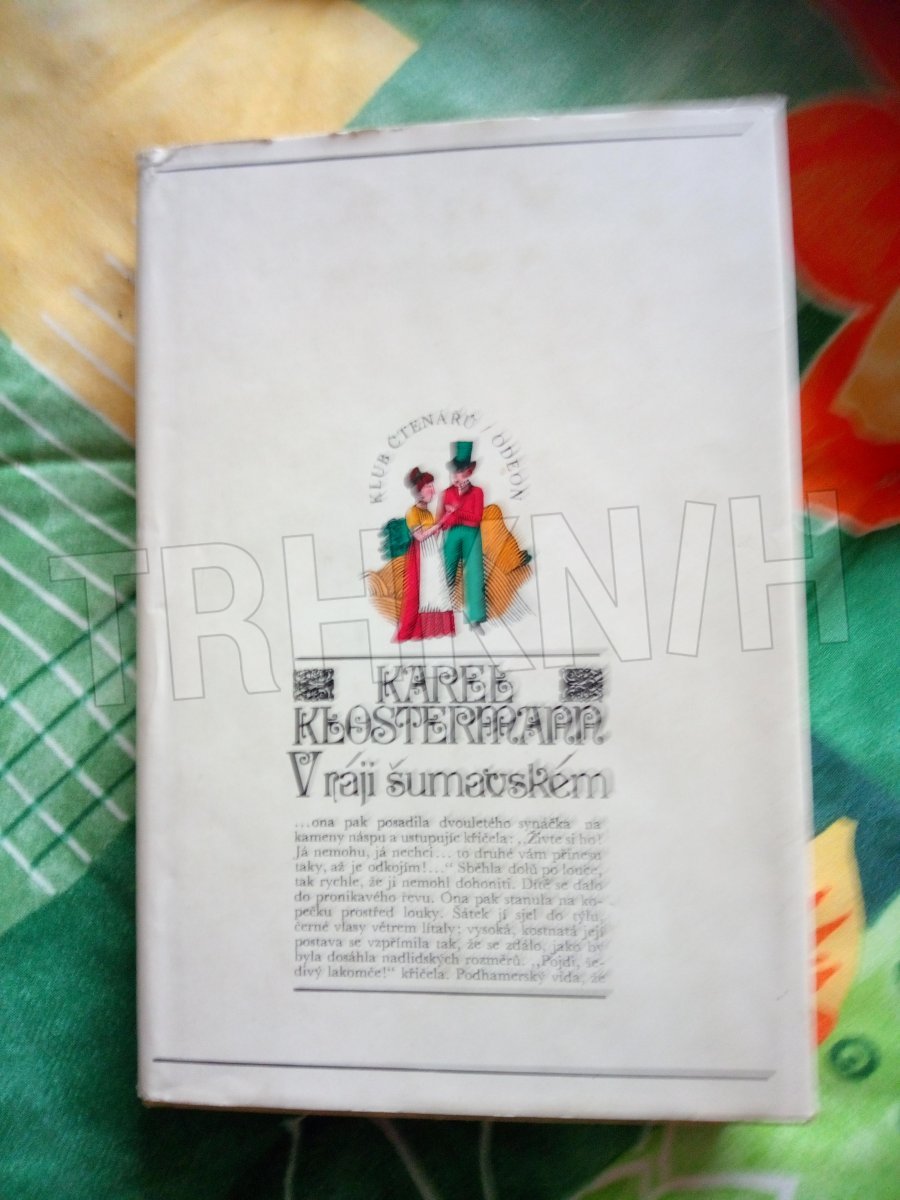 KLUB ČTENÁŘŮ / ODEON
TRHKNIH
KAREL
KLOSTERMANN
V ráji šumavském
...ona pak posadila dvouletého synáčka na
kameny náspu a ustupujíc křičela: „Živte si ho!
Já nemohu, já nechci... to druhé vám přinesu
taky, až je odkojím!...“ Sběhla dolů po louce,
tak rychle, že ji nemohl dohoniti. Dítě se dalo
do pronikavého řevu. Ona pak stanula na ko-
pečku prostřed louky. Šátek jí sjel do týlu,
černé vlasy větrem lítaly; vysoká, kostnatá její
postava se vzpřímila tak, že se zdálo, jako by
byla dosáhla nadlidských rozměrů. „Pojď, še-
divý lakomče!“ křičela. Podhamerský vida, že